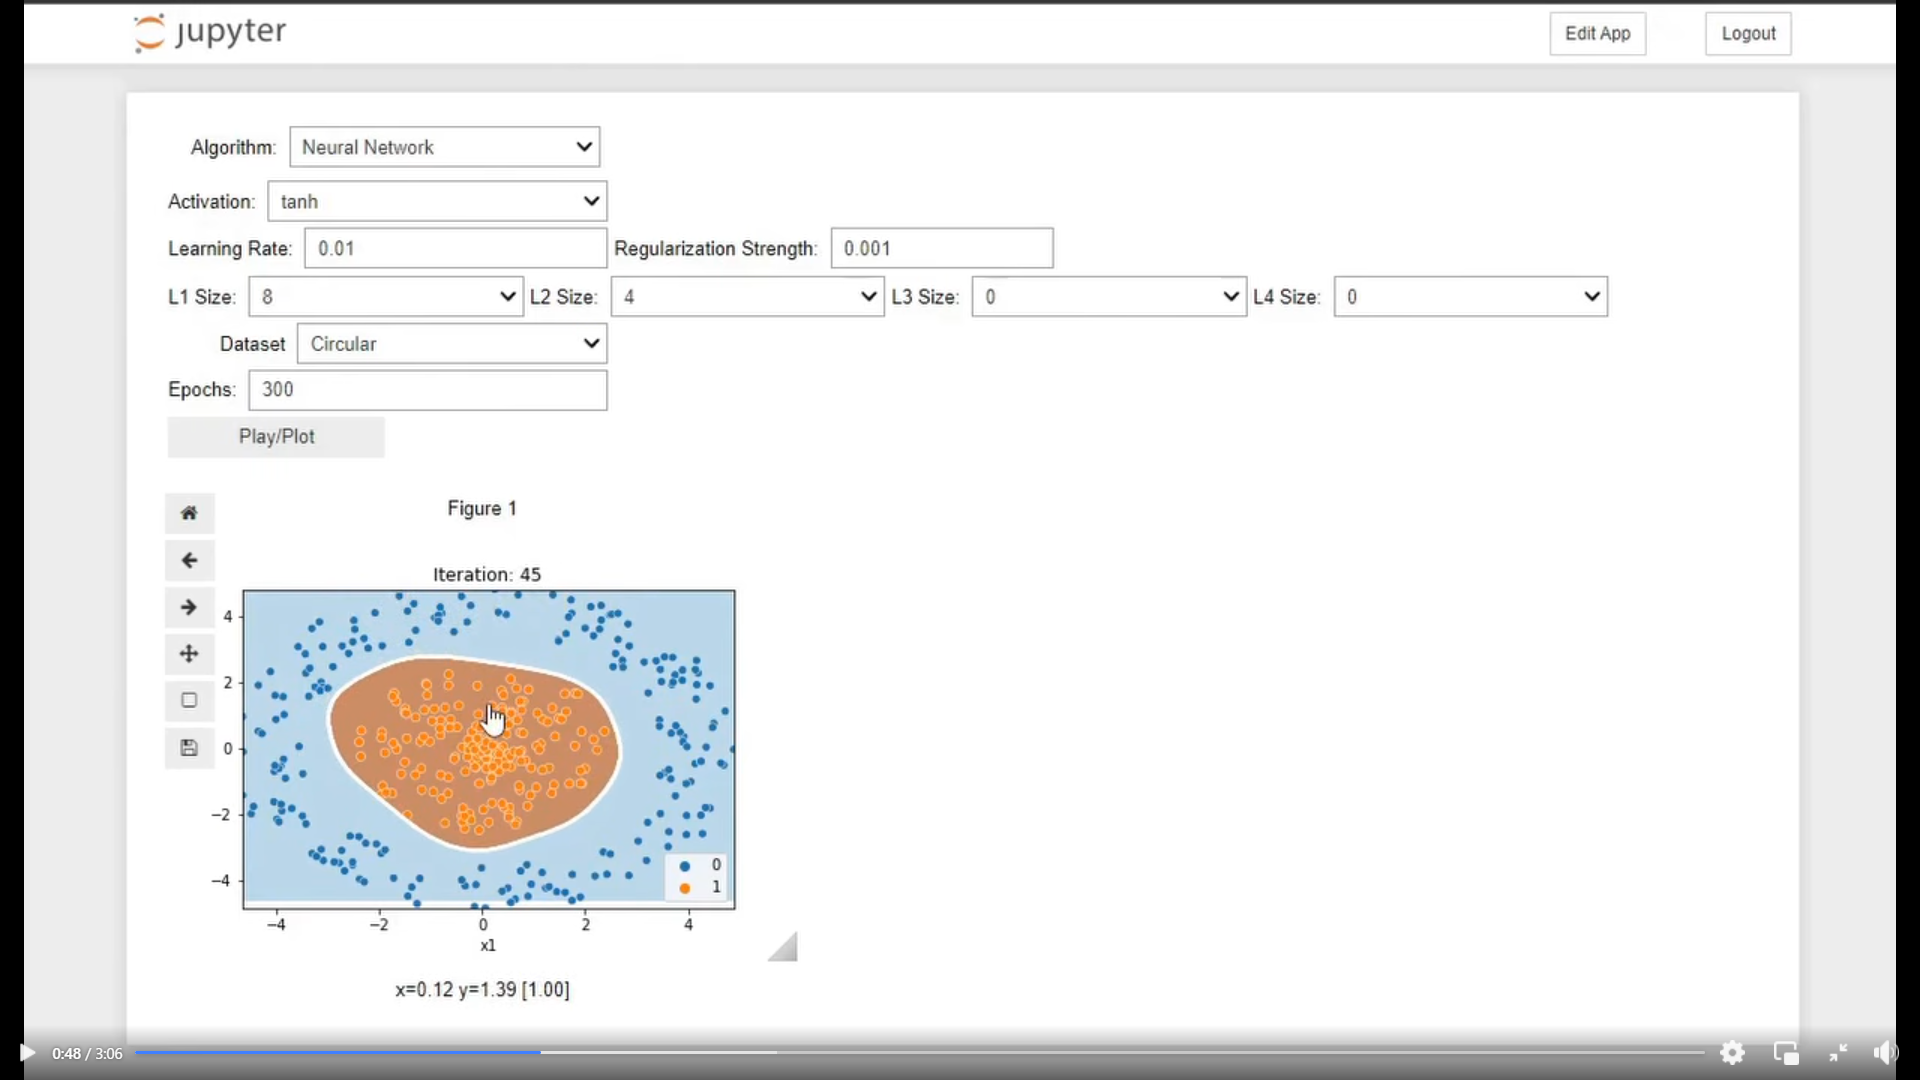 jupyter
Edit App
Logout
Algorithm: Neural Network
Activation: tanh
Learning Rate: 0.01 Regularization Strength: 0.001
L1 Size: 8 L2 Size: 4 L3 Size: 0 L4 Size: 0
Dataset Circular
Epochs: 300
Play/Plot
Figure 1
Iteration: 45
4
2
0
−2
−4
0
1
−4 −2 0 2 4
x1
x=0.12 y=1.39 [1.00]
0:48 / 3:06